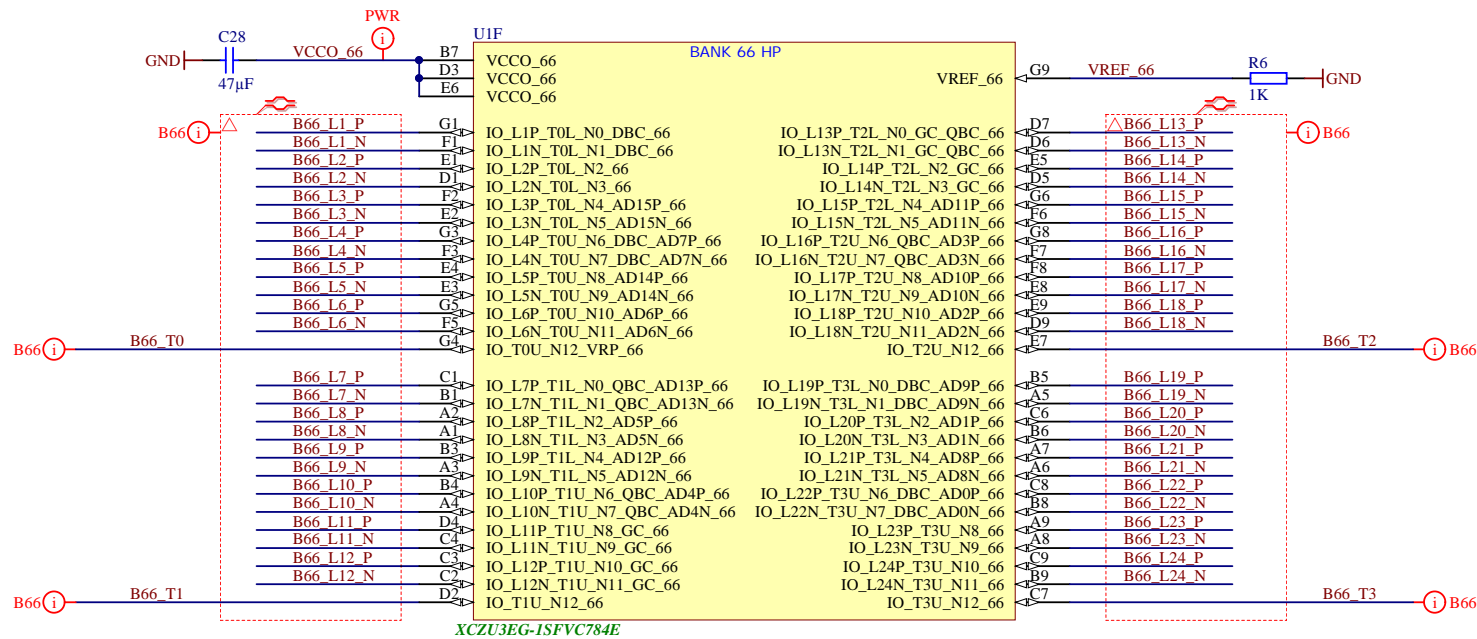 PWR
i
C28
U1F
GND VCCO_66 B7 VCCO_66 BANK 66 HP
47µF
D3 VCCO_66 VREF_66 G9 VREF_66 R6 GND
E6 VCCO_66 1K
B66 i B66_L1_P G1 IO_L1P_T0L_N0_DBC_66 IO_L13P_T2L_N0_GC_QBC_66 D7 B66_L13_P i B66
B66_L1_N F1 IO_L1N_T0L_N1_DBC_66 IO_L13N_T2L_N1_GC_QBC_66 D6 B66_L13_N
B66_L2_P E1 IO_L2P_T0L_N2_66 IO_L14P_T2L_N2_GC_66 E5 B66_L14_P
B66_L2_N D1 IO_L2N_T0L_N3_66 IO_L14N_T2L_N3_GC_66 D5 B66_L14_N
B66_L3_P F2 IO_L3P_T0L_N4_AD15P_66 IO_L15P_T2L_N4_AD11P_66 G6 B66_L15_P
B66_L3_N E2 IO_L3N_T0L_N5_AD15N_66 IO_L15N_T2L_N5_AD11N_66 F6 B66_L15_N
B66_L4_P G3 IO_L4P_T0U_N6_DBC_AD7P_66 IO_L16P_T2U_N6_QBC_AD3P_66 G8 B66_L16_P
B66_L4_N F3 IO_L4N_T0U_N7_DBC_AD7N_66 IO_L16N_T2U_N7_QBC_AD3N_66 F7 B66_L16_N
B66_L5_P E4 IO_L5P_T0U_N8_AD14P_66 IO_L17P_T2U_N8_AD10P_66 F8 B66_L17_P
B66_L5_N E3 IO_L5N_T0U_N9_AD14N_66 IO_L17N_T2U_N9_AD10N_66 E8 B66_L17_N
B66_L6_P G5 IO_L6P_T0U_N10_AD6P_66 IO_L18P_T2U_N10_AD2P_66 E9 B66_L18_P
B66_L6_N F5 IO_L6N_T0U_N11_AD6N_66 IO_L18N_T2U_N11_AD2N_66 D9 B66_L18_N
B66 i B66_T0 G4 IO_T0U_N12_VRP_66 IO_T2U_N12_66 E7 B66_T2 i B66
B66_L7_P C1 IO_L7P_T1L_N0_QBC_AD13P_66 IO_L19P_T3L_N0_DBC_AD9P_66 B5 B66_L19_P
B66_L7_N B1 IO_L7N_T1L_N1_QBC_AD13N_66 IO_L19N_T3L_N1_DBC_AD9N_66 A5 B66_L19_N
B66_L8_P A2 IO_L8P_T1L_N2_AD5P_66 IO_L20P_T3L_N2_AD1P_66 C6 B66_L20_P
B66_L8_N A1 IO_L8N_T1L_N3_AD5N_66 IO_L20N_T3L_N3_AD1N_66 B6 B66_L20_N
B66_L9_P B3 IO_L9P_T1L_N4_AD12P_66 IO_L21P_T3L_N4_AD8P_66 A7 B66_L21_P
B66_L9_N A3 IO_L9N_T1L_N5_AD12N_66 IO_L21N_T3L_N5_AD8N_66 A6 B66_L21_N
B66_L10_P B4 IO_L10P_T1U_N6_QBC_AD4P_66 IO_L22P_T3U_N6_DBC_AD0P_66 C8 B66_L22_P
B66_L10_N A4 IO_L10N_T1U_N7_QBC_AD4N_66 IO_L22N_T3U_N7_DBC_AD0N_66 B8 B66_L22_N
B66_L11_P D4 IO_L11P_T1U_N8_GC_66 IO_L23P_T3U_N8_66 A9 B66_L23_P
B66_L11_N C4 IO_L11N_T1U_N9_GC_66 IO_L23N_T3U_N9_66 A8 B66_L23_N
B66_L12_P C3 IO_L12P_T1U_N10_GC_66 IO_L24P_T3U_N10_66 C9 B66_L24_P
B66_L12_N C2 IO_L12N_T1U_N11_GC_66 IO_L24N_T3U_N11_66 B9 B66_L24_N
B66 i B66_T1 D2 IO_T1U_N12_66 IO_T3U_N12_66 C7 B66_T3 i B66
XCZU3EG-1SFVC784E